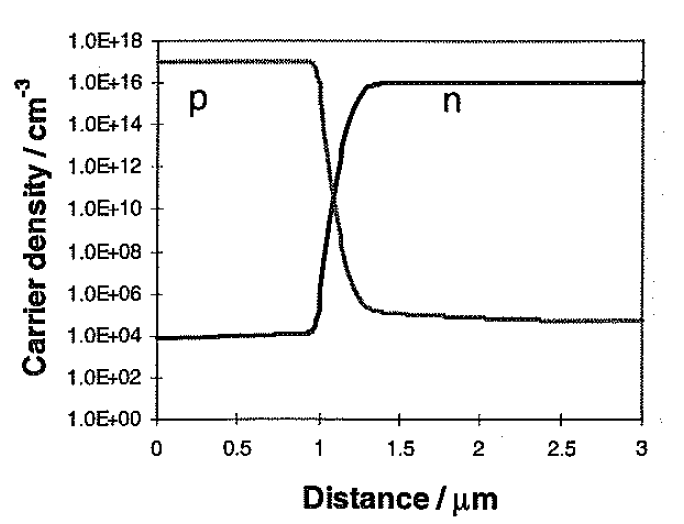 1.0E+18
1.0E+16
1.0E+14
1.0E+12
1.0E+10
1.0E+08
1.0E+06
1.0E+04
1.0E+02
1.0E+00
Carrier density / cm⁻³
p
n
0 0.5 1 1.5 2 2.5 3
Distance / μm